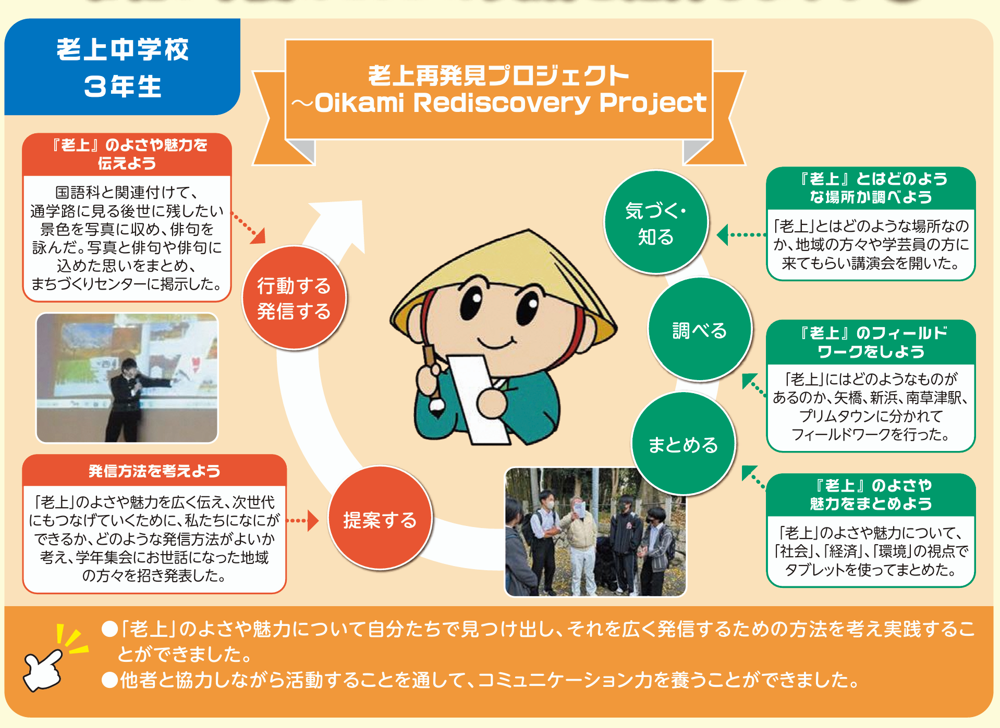 老上中学校
3年生
老上再発見プロジェクト
～Oikami Rediscovery Project
『老上』のよさや魅力を
伝えよう
国語科と関連付けて、
通学路に見る後世に残したい
景色を写真に収め、俳句を
詠んだ。写真と俳句や俳句に
込めた思いをまとめ、
まちづくりセンターに掲示した。
行動する
発信する
発信方法を考えよう
「老上」のよさや魅力を広く伝え、次世代
にもつなげていくために、私たちになにが
できるか、どのような発信方法がよいか
考え、学年集会にお世話になった地域
の方々を招き発表した。
提案する
気づく・
知る
『老上』とはどのよう
な場所か調べよう
「老上」とはどのような場所なの
か、地域の方々や学芸員の方に
来てもらい講演会を開いた。
調べる
『老上』のフィールド
ワークをしよう
「老上」にはどのようなものが
あるのか、矢橋、新浜、南草津駅、
プリムタウンに分かれて
フィールドワークを行った。
まとめる
『老上』のよさや
魅力をまとめよう
「老上」のよさや魅力について、
「社会」、「経済」、「環境」の視点で
タブレットを使ってまとめた。
●「老上」のよさや魅力について自分たちで見つけ出し、それを広く発信するための方法を考え実践するこ
とができました。
●他者と協力しながら活動することを通して、コミュニケーション力を養うことができました。